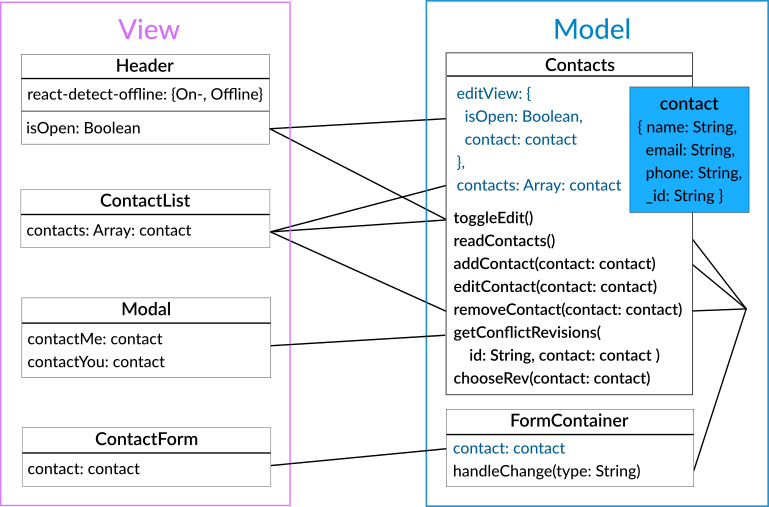 View
Header
react-detect-offline: {On-, Offline}
isOpen: Boolean
ContactList
contacts: Array: contact
Modal
contactMe: contact
contactYou: contact
ContactForm
contact: contact
Model
Contacts
editView: {
isOpen: Boolean,
contact: contact
},
contacts: Array: contact
toggleEdit()
readContacts()
addContact(contact: contact)
editContact(contact: contact)
removeContact(contact: contact)
getConflictRevisions(
id: String, contact: contact )
chooseRev(contact: contact)
contact
{ name: String,
email: String,
phone: String,
_id: String }
FormContainer
contact: contact
handleChange(type: String)